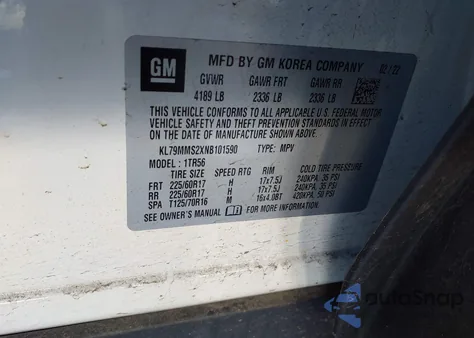 GM
MFD BY GM KOREA COMPANY 02 / 22
GVWR GAWR FRT GAWR RR
4189 LB 2336 LB 2336 LB
THIS VEHICLE CONFORMS TO ALL APPLICABLE U.S. FEDERAL MOTOR
VEHICLE SAFETY AND THEFT PREVENTION STANDARDS IN EFFECT
ON THE DATE OF MANUFACTURE SHOWN ABOVE.
KL79MMS2XNB101590 TYPE: MPV
MODEL: 1TR56
TIRE SIZE SPEED RTG RIM COLD TIRE PRESSURE
FRT 225/60R17 H 17x7.5J 240KPA, 35 PSI
RR 225/60R17 H 17x7.5J 240KPA, 35 PSI
SPA T125/70R16 M 16x4.0BT 420KPA, 60 PSI
SEE OWNER'S MANUAL FOR MORE INFORMATION.
AutoSnap